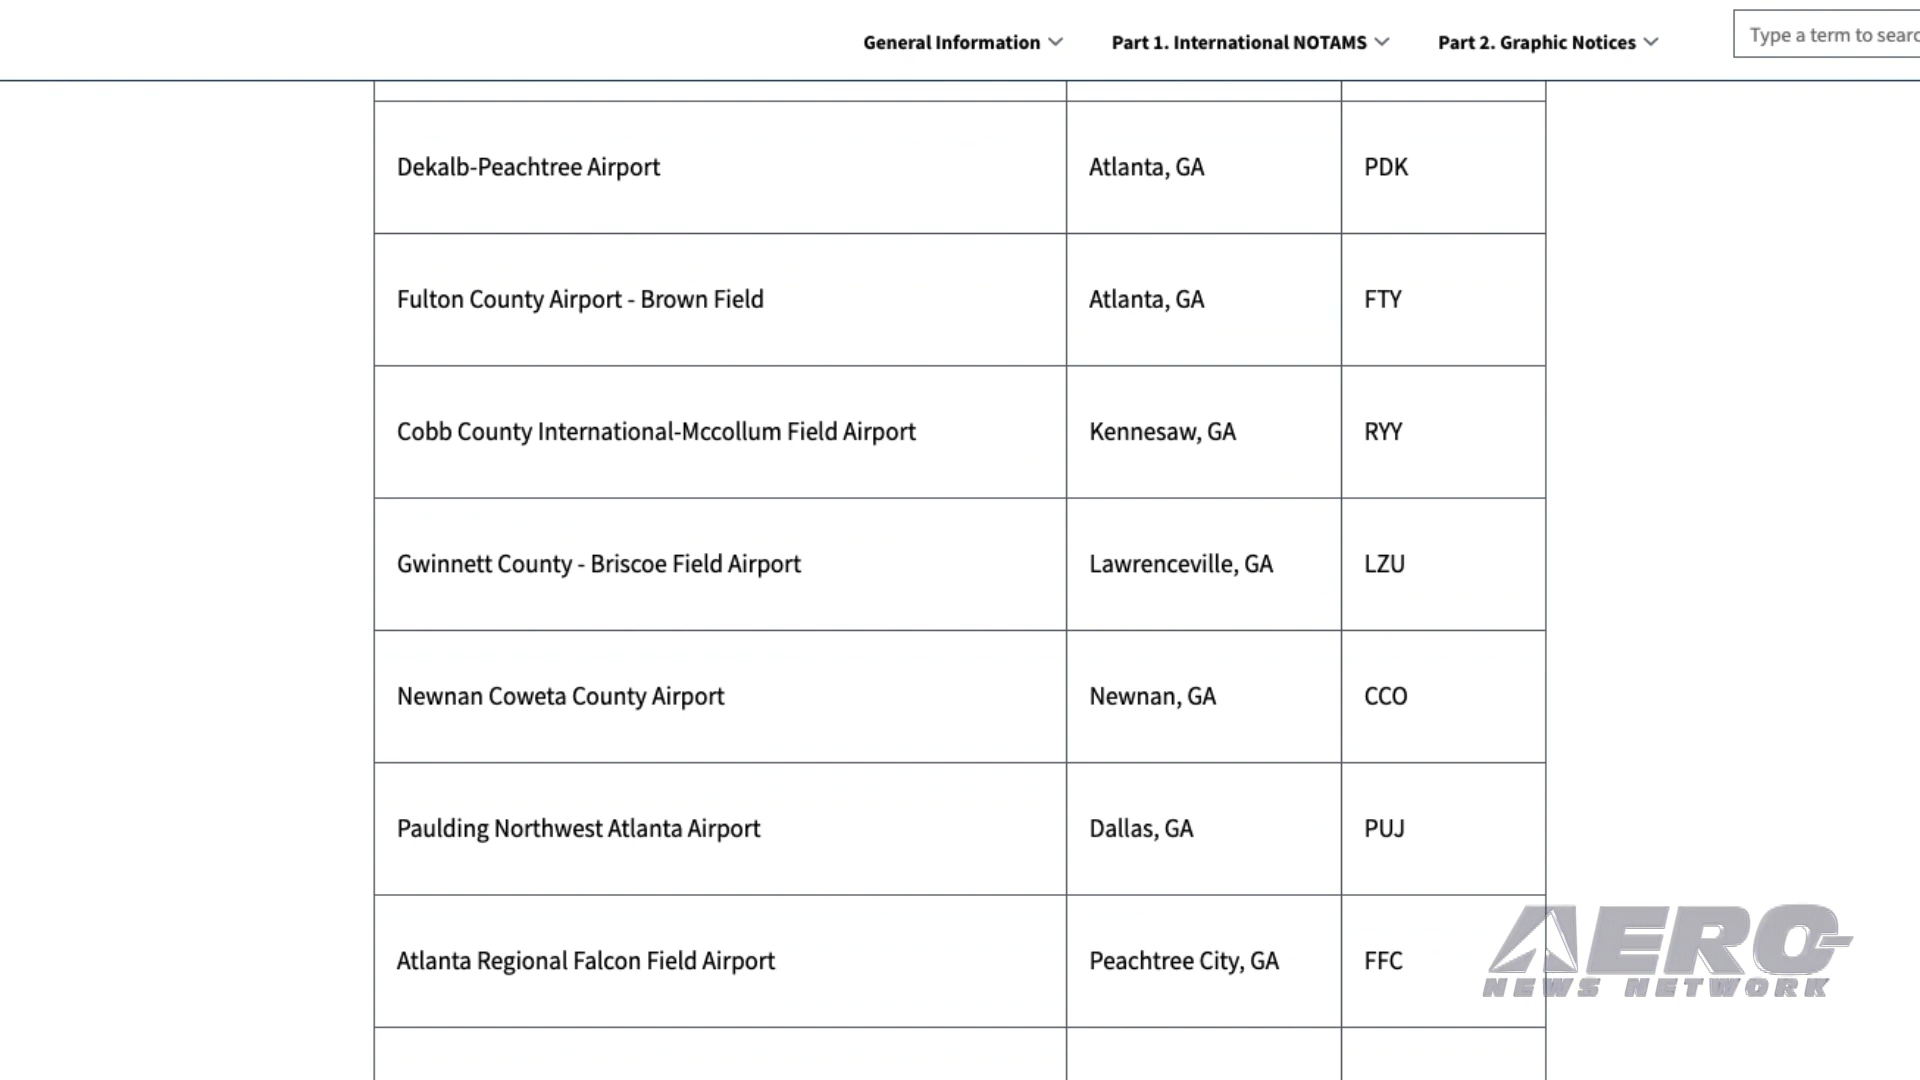 General Information Part 1. International NOTAMS Part 2. Graphic Notices Type a term to searc
Dekalb-Peachtree Airport Atlanta, GA PDK
Fulton County Airport - Brown Field Atlanta, GA FTY
Cobb County International-Mccollum Field Airport Kennesaw, GA RYY
Gwinnett County - Briscoe Field Airport Lawrenceville, GA LZU
Newnan Coweta County Airport Newnan, GA CCO
Paulding Northwest Atlanta Airport Dallas, GA PUJ
Atlanta Regional Falcon Field Airport Peachtree City, GA FFC
AERO-
NEWS NETWORK